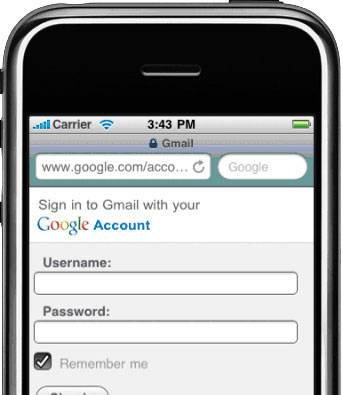 Carrier 3:43 PM
Gmail
www.google.com/acco... Google
Sign in to Gmail with your
Google Account
Username:
Password:
Remember me